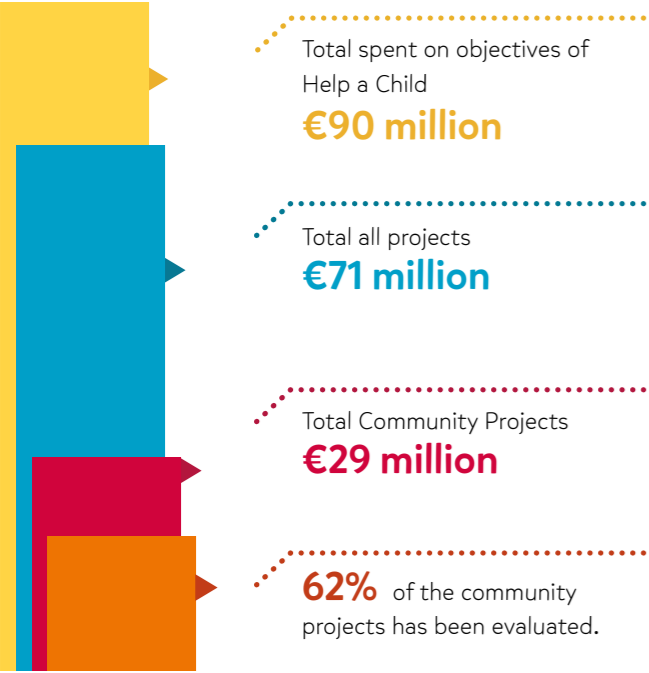 Total spent on objectives of
Help a Child
€90 million
Total all projects
€71 million
Total Community Projects
€29 million
62% of the community
projects has been evaluated.